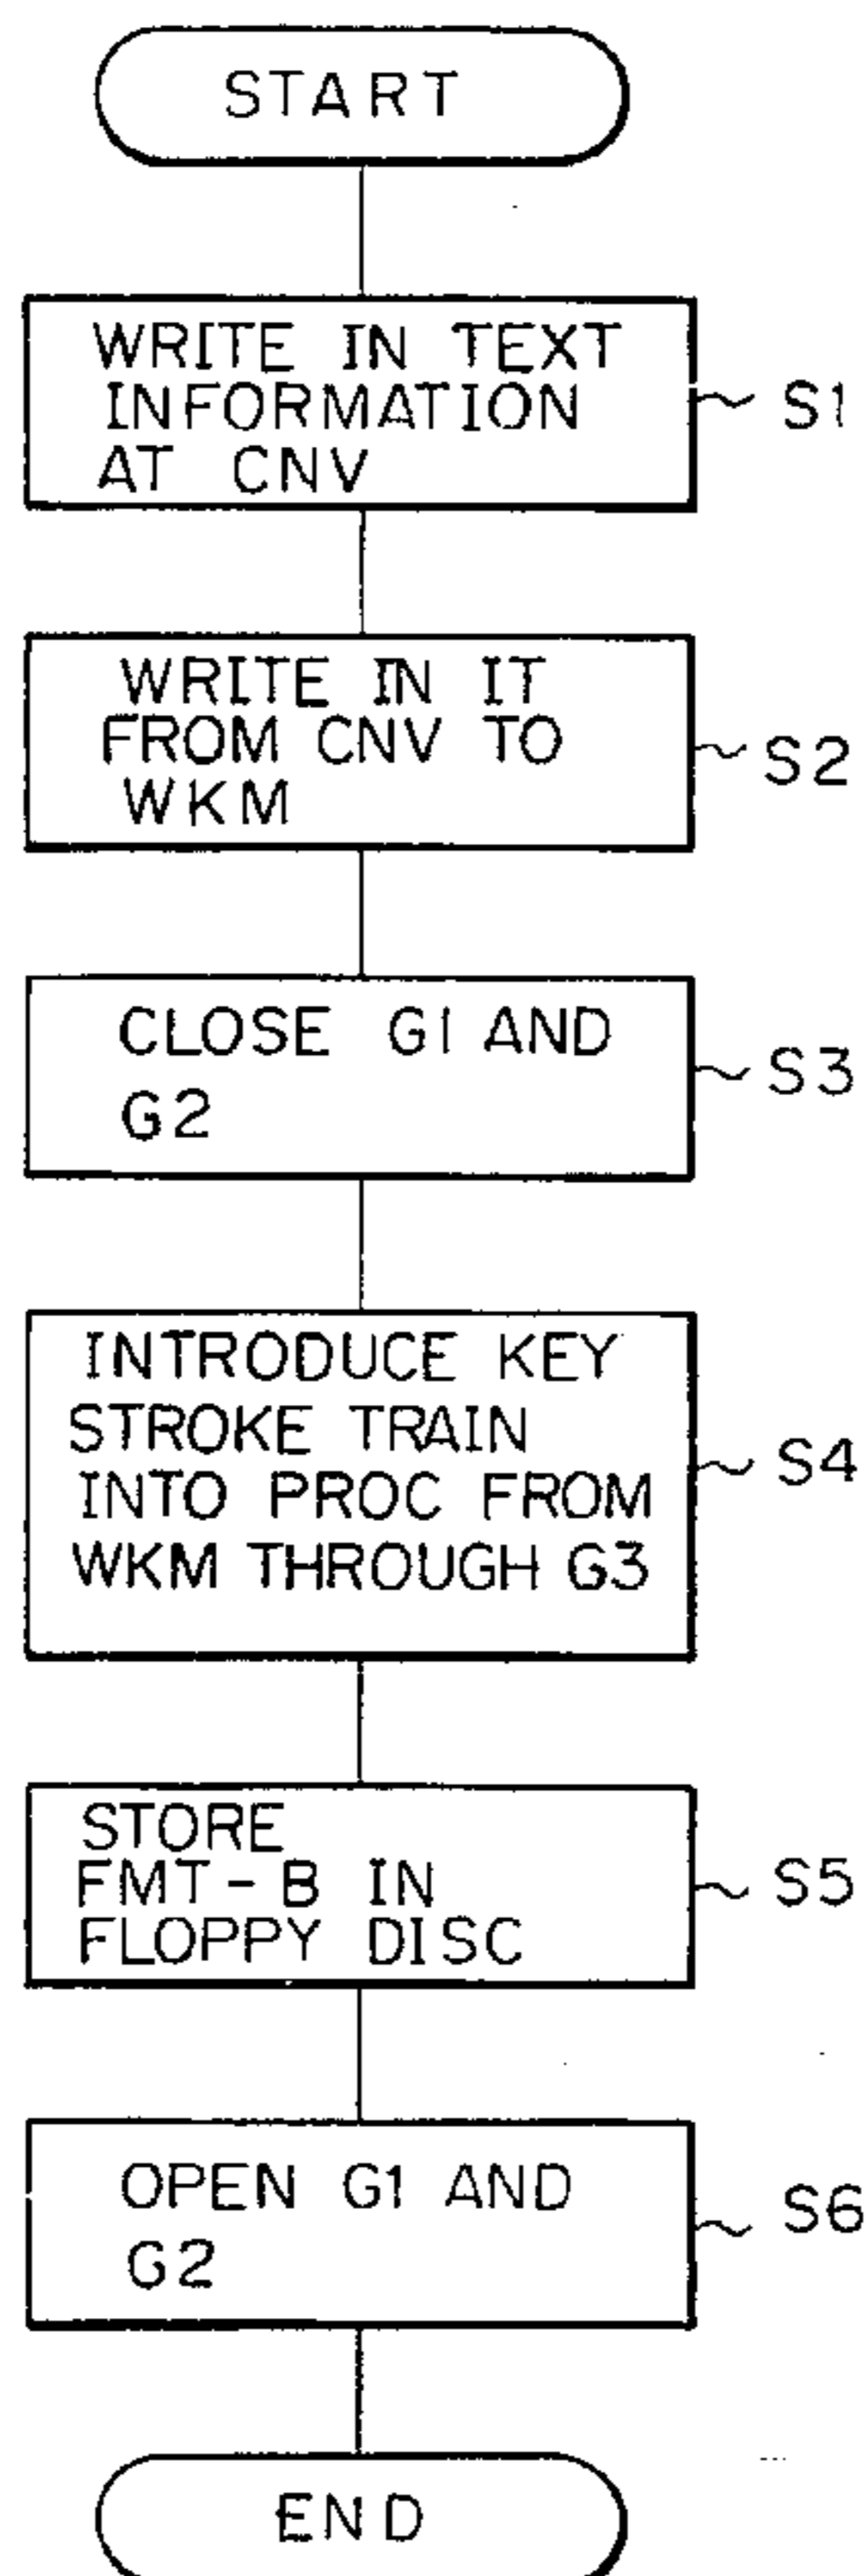 START
WRITE IN TEXT
INFORMATION
AT CNV
S1
WRITE IN IT
FROM CNV TO
WKM
S2
CLOSE G1 AND
G2
S3
INTRODUCE KEY
STROKE TRAIN
INTO PROC FROM
WKM THROUGH G3
S4
STORE
FMT-B IN
FLOPPY DISC
S5
OPEN G1 AND
G2
S6
END